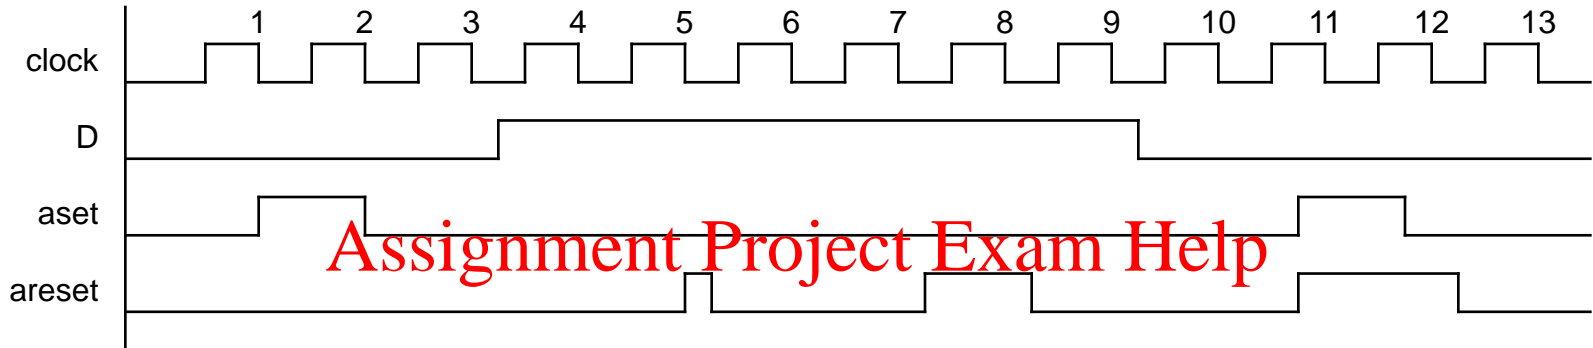 1 2 3 4 5 6 7 8 9 10 11 12 13
clock
D
aset
Assignment Project Exam Help
areset